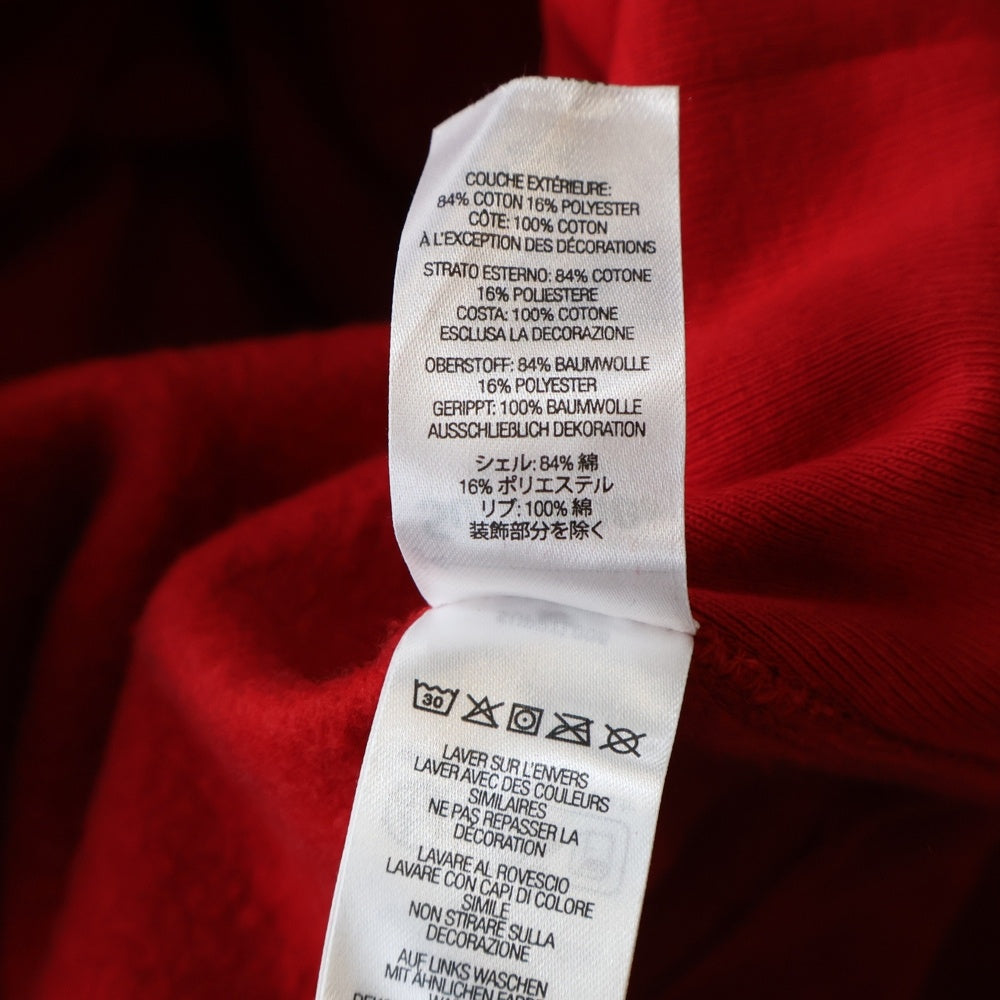 COUCHE EXTÉRIEURE:
84% COTON 16% POLYESTER
CÔTE: 100% COTON
À L'EXCEPTION DES DÉCORATIONS
STRATO ESTERNO: 84% COTONE
16% POLIESTERE
COSTA: 100% COTONE
ESCLUSA LA DECORAZIONE
OBERSTOFF: 84% BAUMWOLLE
16% POLYESTER
GERIPPT: 100% BAUMWOLLE
AUSSCHLIEẞLICH DEKORATION
シェル: 84% 綿
16% ポリエステル
リブ: 100% 綿
装飾部分を除く
30
LAVER SUR L'ENVERS
LAVER AVEC DES COULEURS
SIMILAIRES
NE PAS REPASSER LA
DÉCORATION
LAVARE AL ROVESCIO
LAVARE CON CAPI DI COLORE
SIMILE
NON STIRARE SULLA
DECORAZIONE
AUF LINKS WASCHEN
MIT ÄHNLICHEN